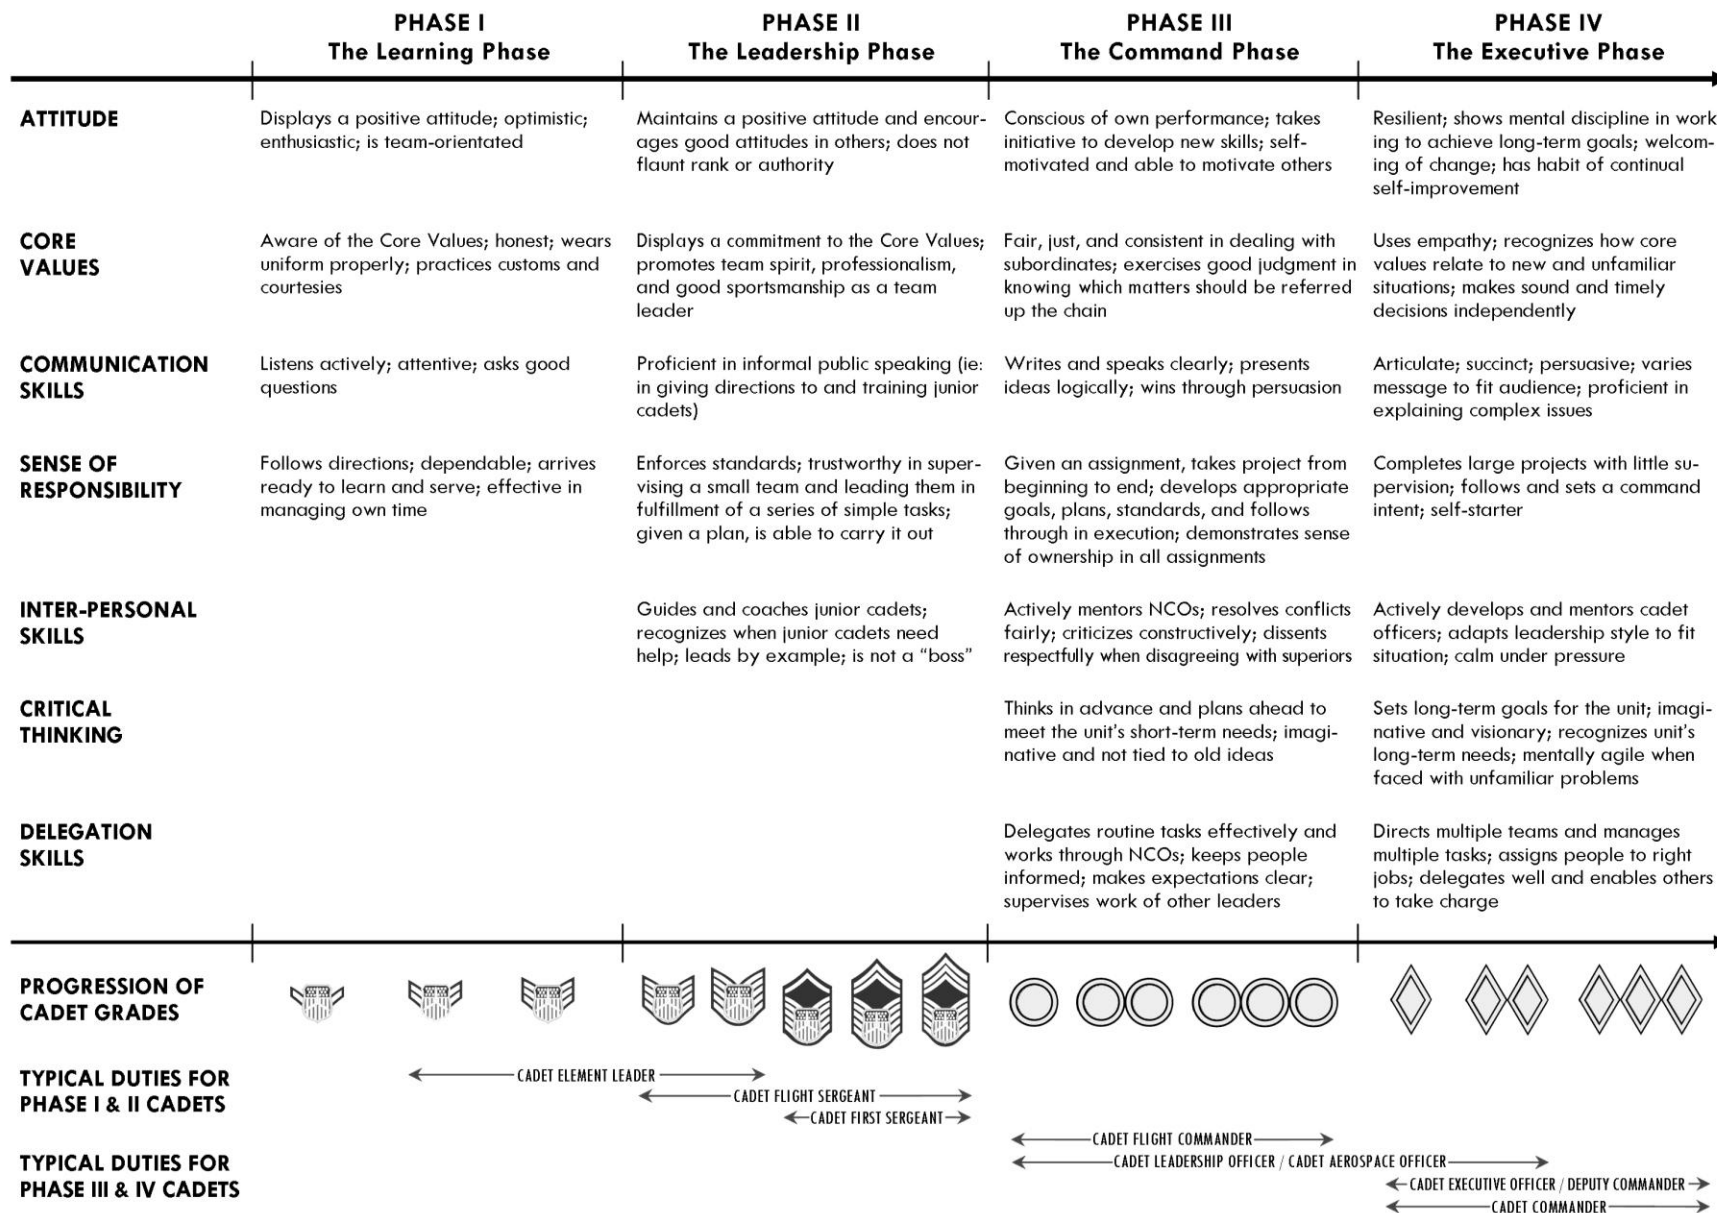 PHASE I
The Learning Phase
PHASE II
The Leadership Phase
PHASE III
The Command Phase
PHASE IV
The Executive Phase
ATTITUDE
Displays a positive attitude; optimistic;
enthusiastic; is team-orientated
Maintains a positive attitude and encour-
ages good attitudes in others; does not
flaunt rank or authority
Conscious of own performance; takes
initiative to develop new skills; self-
motivated and able to motivate others
Resilient; shows mental discipline in work
ing to achieve long-term goals; welcom-
ing of change; has habit of continual
self-improvement
CORE
VALUES
Aware of the Core Values; honest; wears
uniform properly; practices customs and
courtesies
Displays a commitment to the Core Values;
promotes team spirit, professionalism,
and good sportsmanship as a team
leader
Fair, just, and consistent in dealing with
subordinates; exercises good judgment in
knowing which matters should be referred
up the chain
Uses empathy; recognizes how core
values relate to new and unfamiliar
situations; makes sound and timely
decisions independently
COMMUNICATION
SKILLS
Listens actively; attentive; asks good
questions
Proficient in informal public speaking (ie:
in giving directions to and training junior
cadets)
Writes and speaks clearly; presents
ideas logically; wins through persuasion
Articulate; succinct; persuasive; varies
message to fit audience; proficient in
explaining complex issues
SENSE OF
RESPONSIBILITY
Follows directions; dependable; arrives
ready to learn and serve; effective in
managing own time
Enforces standards; trustworthy in super-
vising a small team and leading them in
fulfillment of a series of simple tasks;
given a plan, is able to carry it out
Given an assignment, takes project from
beginning to end; develops appropriate
goals, plans, standards, and follows
through in execution; demonstrates sense
of ownership in all assignments
Completes large projects with little su-
pervision; follows and sets a command
intent; self-starter
INTER-PERSONAL
SKILLS
Guides and coaches junior cadets;
recognizes when junior cadets need
help; leads by example; is not a “boss”
Actively mentors NCOs; resolves conflicts
fairly; criticizes constructively; dissents
respectfully when disagreeing with superiors
Actively develops and mentors cadet
officers; adapts leadership style to fit
situation; calm under pressure
CRITICAL
THINKING
Thinks in advance and plans ahead to
meet the unit’s short-term needs; imagi-
native and not tied to old ideas
Sets long-term goals for the unit; imagi-
native and visionary; recognizes unit’s
long-term needs; mentally agile when
faced with unfamiliar problems
DELEGATION
SKILLS
Delegates routine tasks effectively and
works through NCOs; keeps people
informed; makes expectations clear;
supervises work of other leaders
Directs multiple teams and manages
multiple tasks; assigns people to right
jobs; delegates well and enables others
to take charge
PROGRESSION OF
CADET GRADES
TYPICAL DUTIES FOR
PHASE I & II CADETS
CADET ELEMENT LEADER
CADET FLIGHT SERGEANT
CADET FIRST SERGEANT
TYPICAL DUTIES FOR
PHASE III & IV CADETS
CADET FLIGHT COMMANDER
CADET LEADERSHIP OFFICER / CADET AEROSPACE OFFICER
CADET EXECUTIVE OFFICER / DEPUTY COMMANDER
CADET COMMANDER